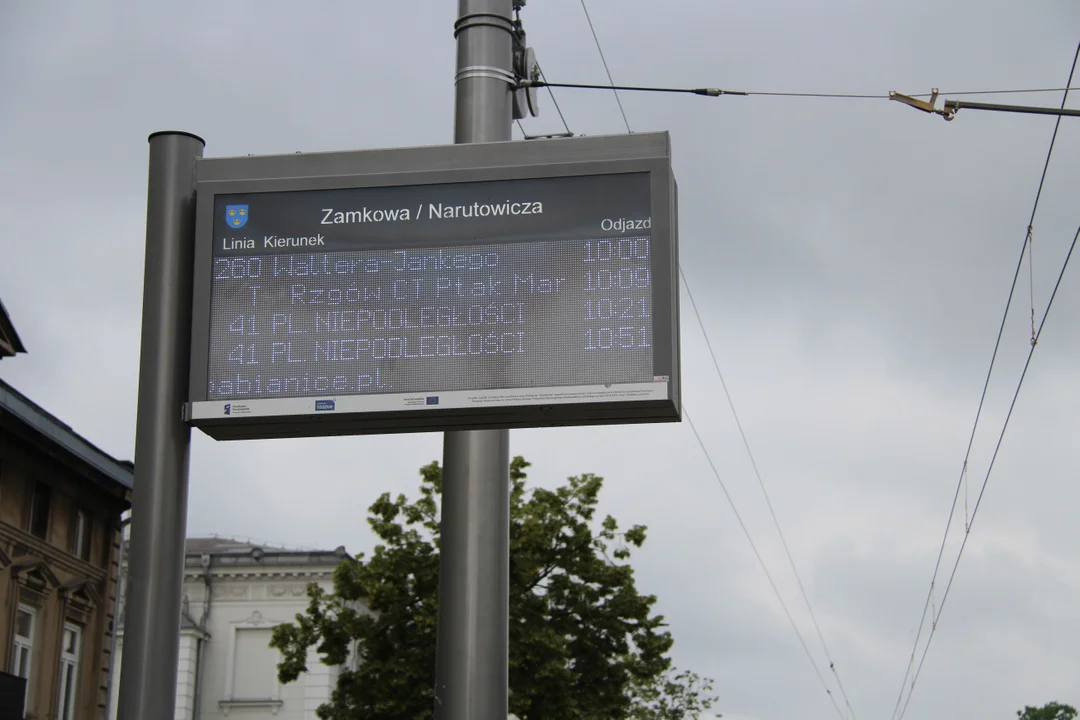 Zamkowa / Narutowicza
Linia Kierunek Odjazd
260 Waltera-Jankego 10:00
T Rzgów CT Ptak Mar 10:09
41 PL. NIEPODLEGŁOŚCI 10:21
41 PL. NIEPODLEGŁOŚCI 10:51
pabianice.pl.